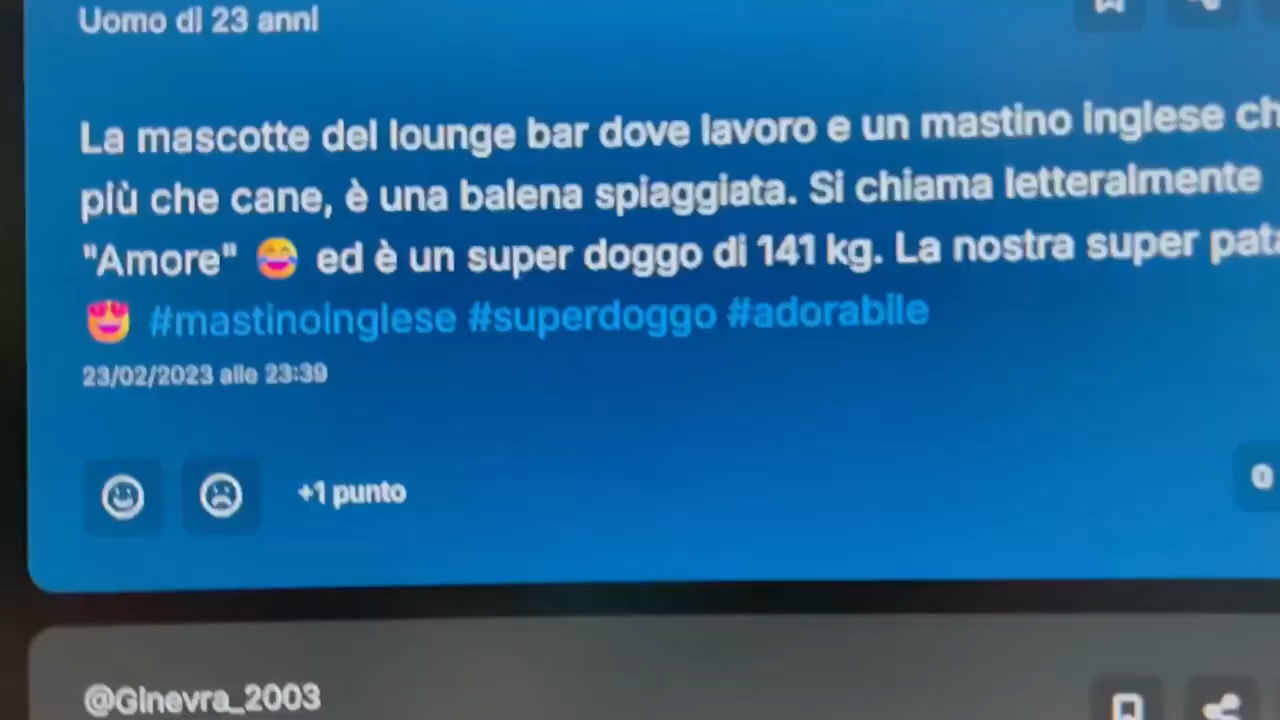 Uomo di 23 anni
La mascotte del lounge bar dove lavoro e un mastino inglese
più che cane, è una balena spiaggiata. Si chiama letteralmente
"Amore" 😂 ed è un super doggo di 141 kg. La nostra super
😍 #mastinoinglese #superdoggo #adorabile
23/02/2023 alle 23:39
+1 punto
0
@Ginevra_2003